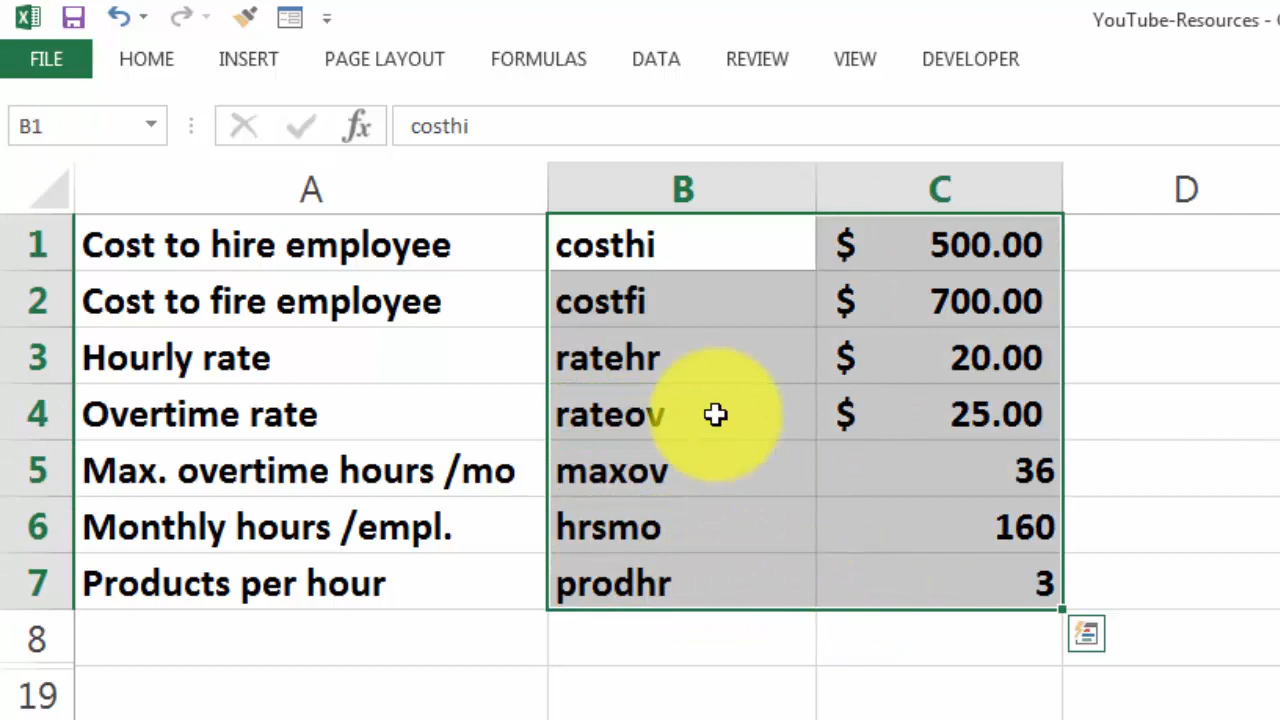 YouTube-Resources -
FILE HOME INSERT PAGE LAYOUT FORMULAS DATA REVIEW VIEW DEVELOPER
B1 fx costhi
A B C D
1 Cost to hire employee costhi $ 500.00
2 Cost to fire employee costfi $ 700.00
3 Hourly rate ratehr $ 20.00
4 Overtime rate rateov $ 25.00
5 Max. overtime hours /mo maxov 36
6 Monthly hours /empl. hrsmo 160
7 Products per hour prodhr 3
8
19